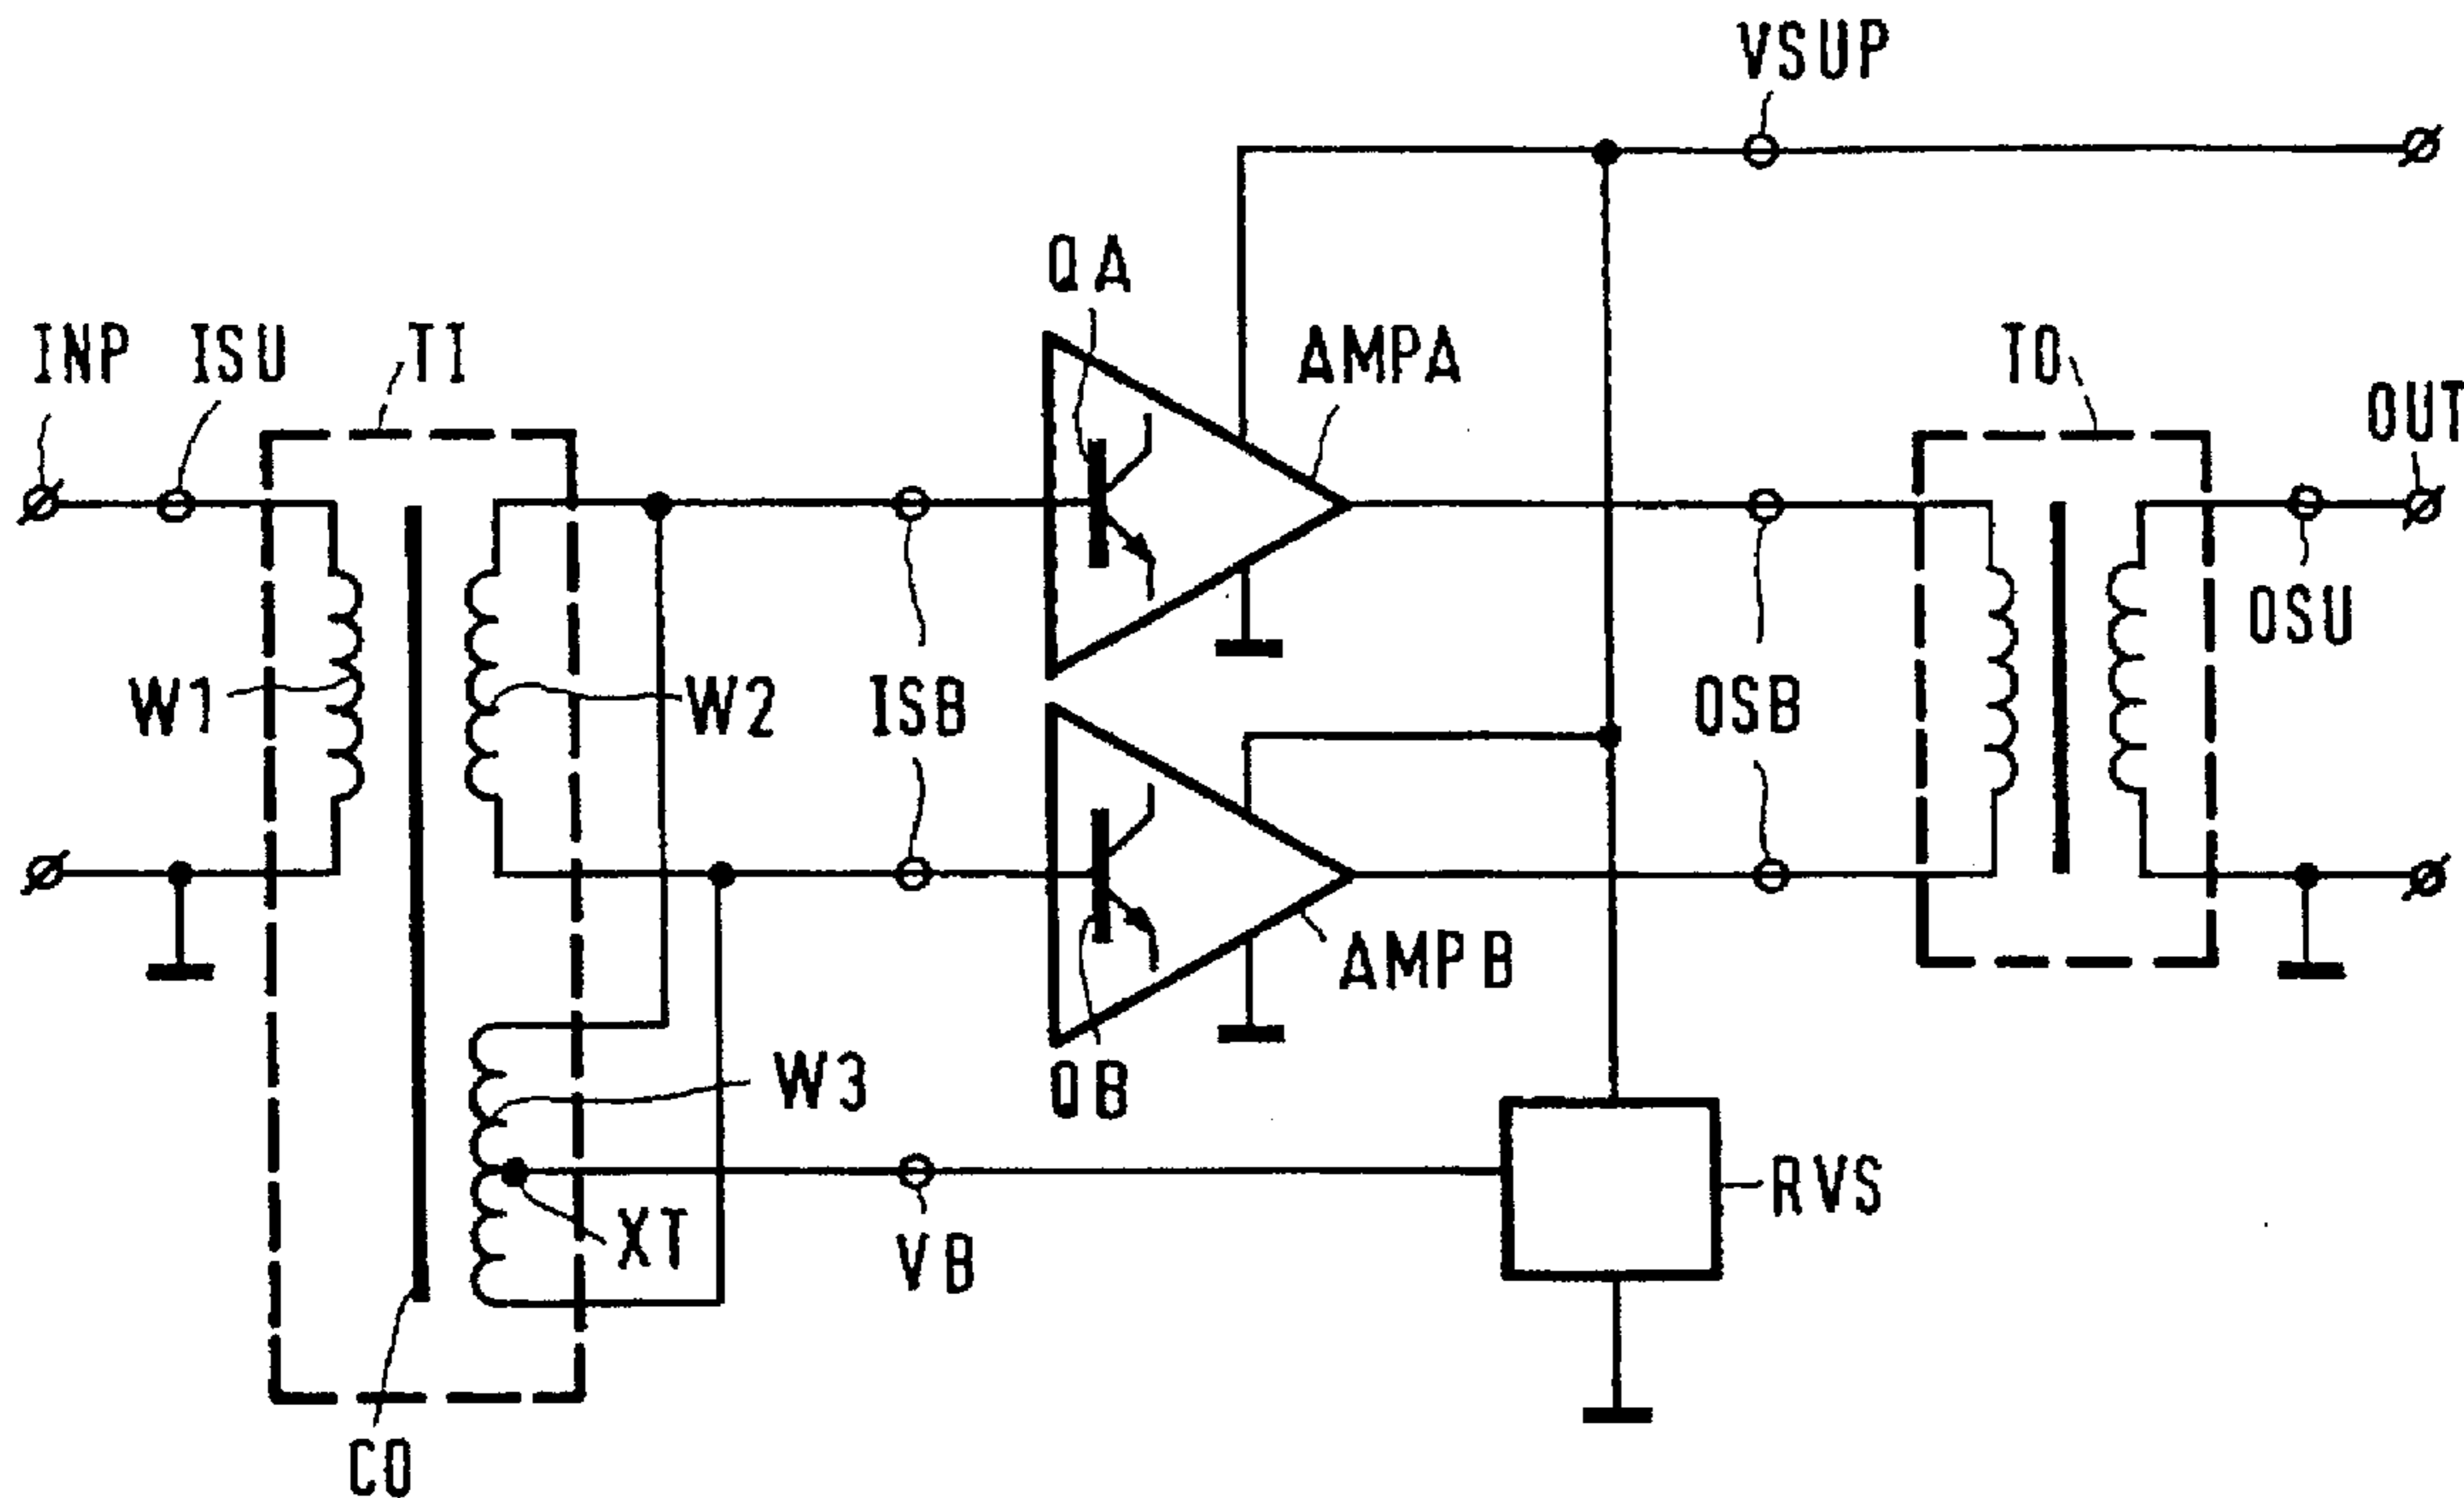 VSUP
QA
INP ISU TI AMPA TO
OUT
OSU
W1 W2 ISB OSB
AMPB
W3 QB
RVS
XT VB
CO